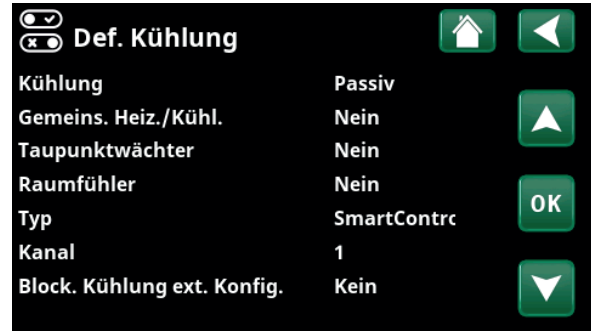 Def. Kühlung
Kühlung Passiv
Gemeins. Heiz./Kühl. Nein
Taupunktwächter Nein
Raumfühler Nein
Typ SmartContrc
Kanal 1
Block. Kühlung ext. Konfig. Kein
OK